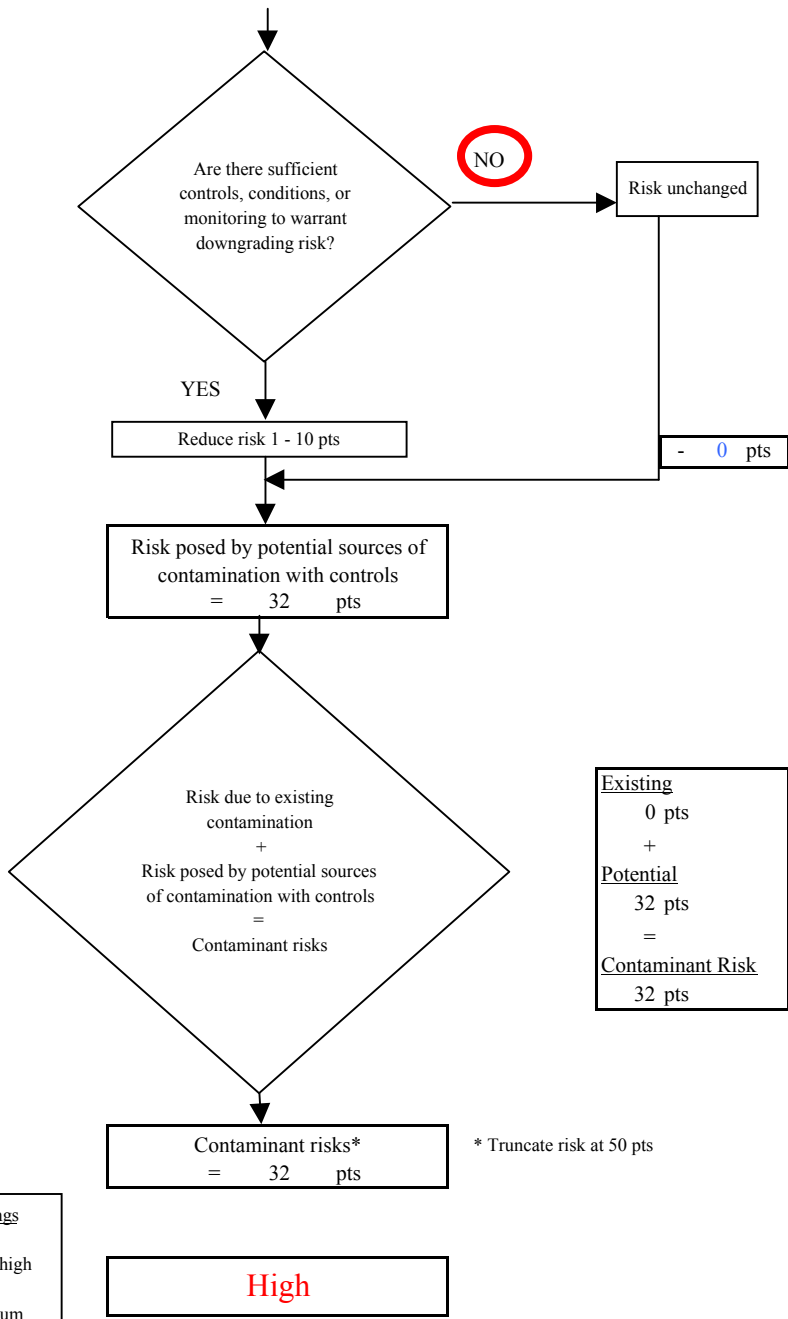 Are there sufficient
controls, conditions, or
monitoring to warrant
downgrading risk?
NO
Risk unchanged
YES
Reduce risk 1 - 10 pts
- 0 pts
Risk posed by potential sources of
contamination with controls
= 32 pts
Risk due to existing
contamination
+
Risk posed by potential sources
of contamination with controls
=
Contaminant risks
Existing
0 pts
+
Potential
32 pts
=
Contaminant Risk
32 pts
Contaminant risks*
= 32 pts
* Truncate risk at 50 pts
high
High